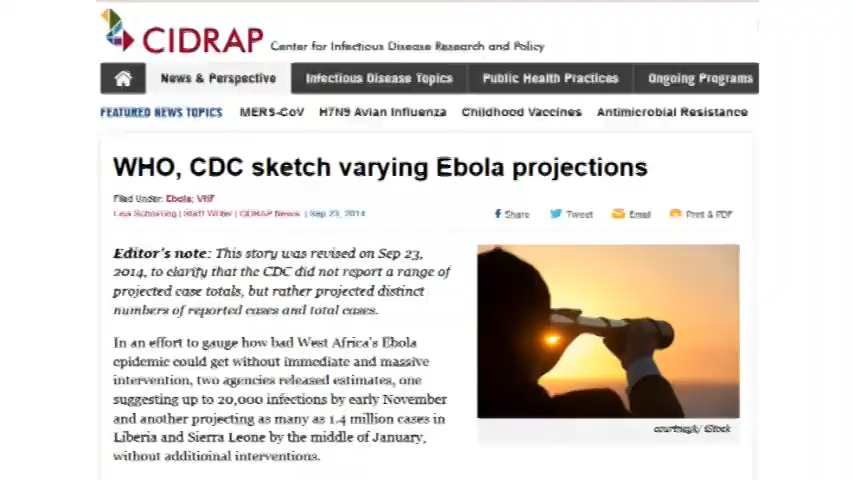 CIDRAP Center for Infectious Disease Research and Policy
News & Perspective Infectious Disease Topics Public Health Practices Ongoing Programs
FEATURED NEWS TOPICS MERS-CoV H7N9 Avian Influenza Childhood Vaccines Antimicrobial Resistance
WHO, CDC sketch varying Ebola projections
Filed Under: Ebola; VHF
Lisa Schnirring | Staff Writer | CIDRAP News | Sep 23, 2014
Share Tweet Email Print & PDF
Editor's note: This story was revised on Sep 23,
2014, to clarify that the CDC did not report a range of
projected case totals, but rather projected distinct
numbers of reported cases and total cases.
In an effort to gauge how bad West Africa's Ebola
epidemic could get without immediate and massive
intervention, two agencies released estimates, one
suggesting up to 20,000 infections by early November
and another projecting as many as 1.4 million cases in
Liberia and Sierra Leone by the middle of January,
without additioinal interventions.
/ iStock